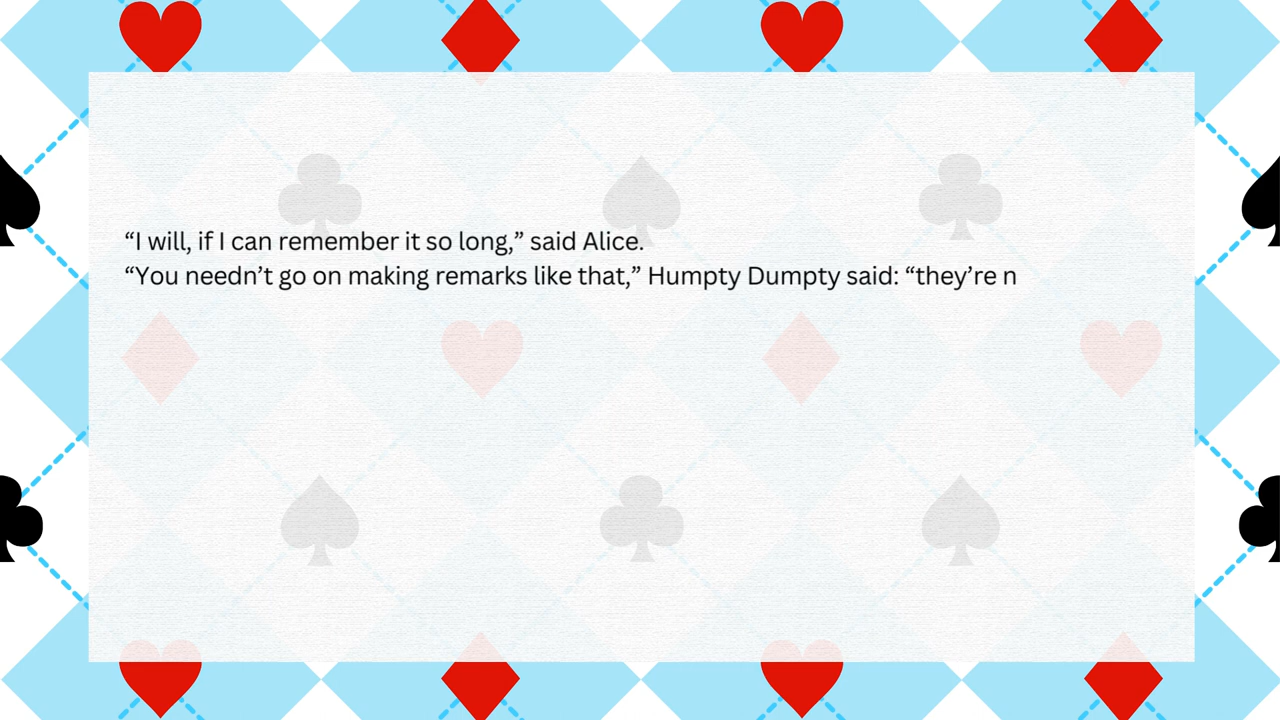 “I will, if I can remember it so long,” said Alice.
“You needn’t go on making remarks like that,” Humpty Dumpty said: “they’re n